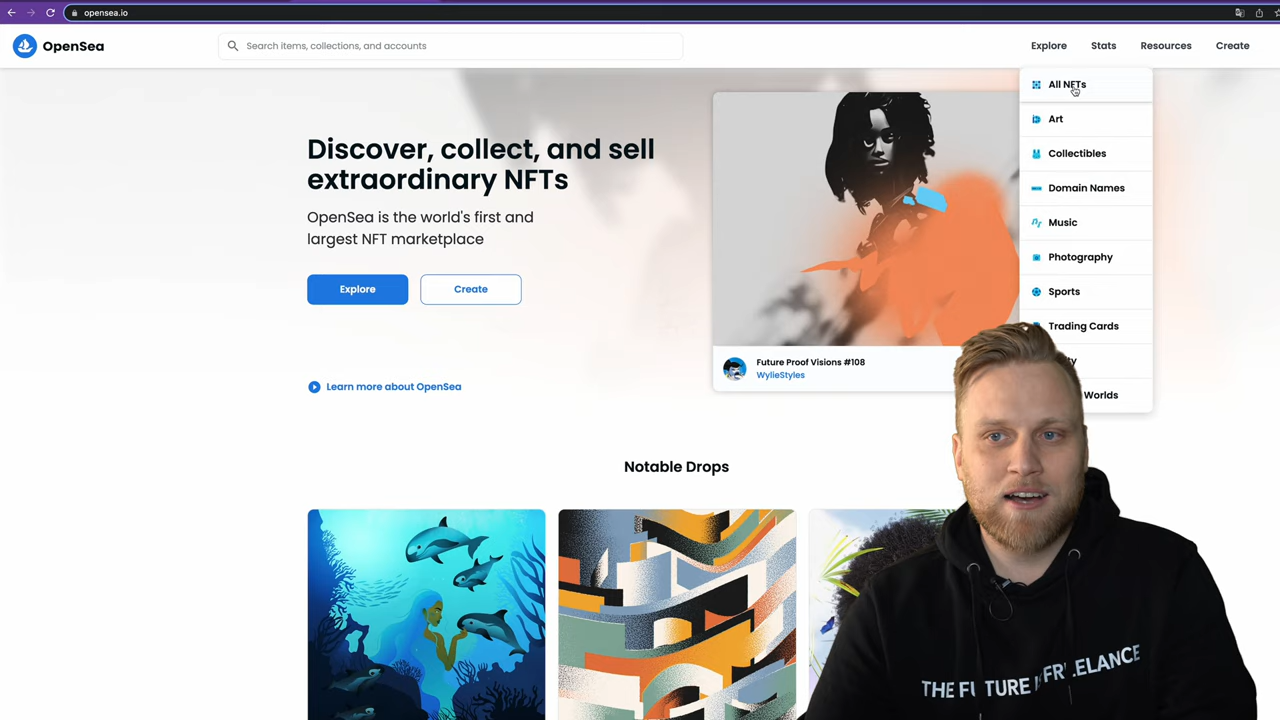 opensea.io
OpenSea
Search items, collections, and accounts
Explore
Stats
Resources
Create
All NFTs
Art
Collectibles
Domain Names
Music
Photography
Sports
Trading Cards
Worlds
Discover, collect, and sell
extraordinary NFTs
OpenSea is the world's first and
largest NFT marketplace
Explore
Create
Learn more about OpenSea
Future Proof Visions #108
WylieStyles
Notable Drops
THE FUTURE FREELANCE